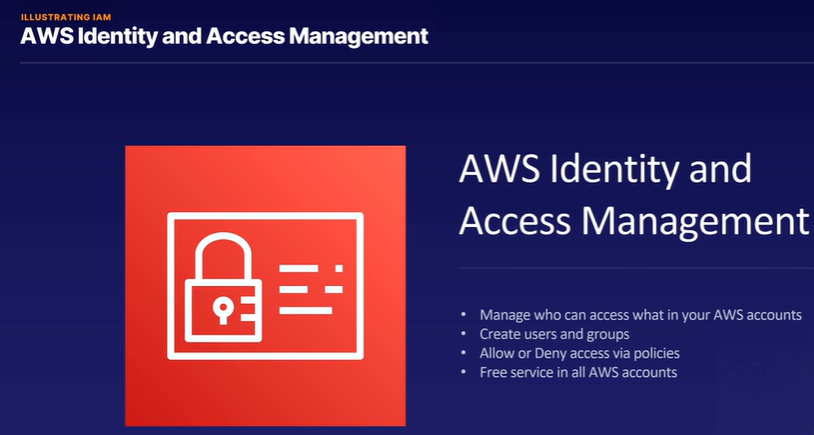 ILLUSTRATING IAM
AWS Identity and Access Management
AWS Identity and
Access Management
• Manage who can access what in your AWS accounts
• Create users and groups
• Allow or Deny access via policies
• Free service in all AWS accounts